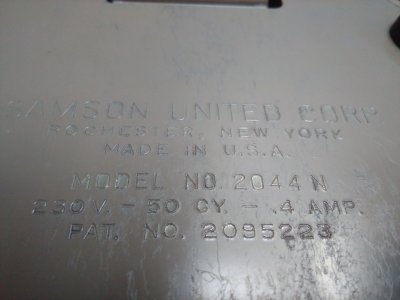 SAMSON UNITED CORP.
ROCHESTER, NEW YORK
MADE IN U.S.A.
MODEL NO. 2044 N
230 V. - 50 CY. - .4 AMP.
PAT. NO. 2095223